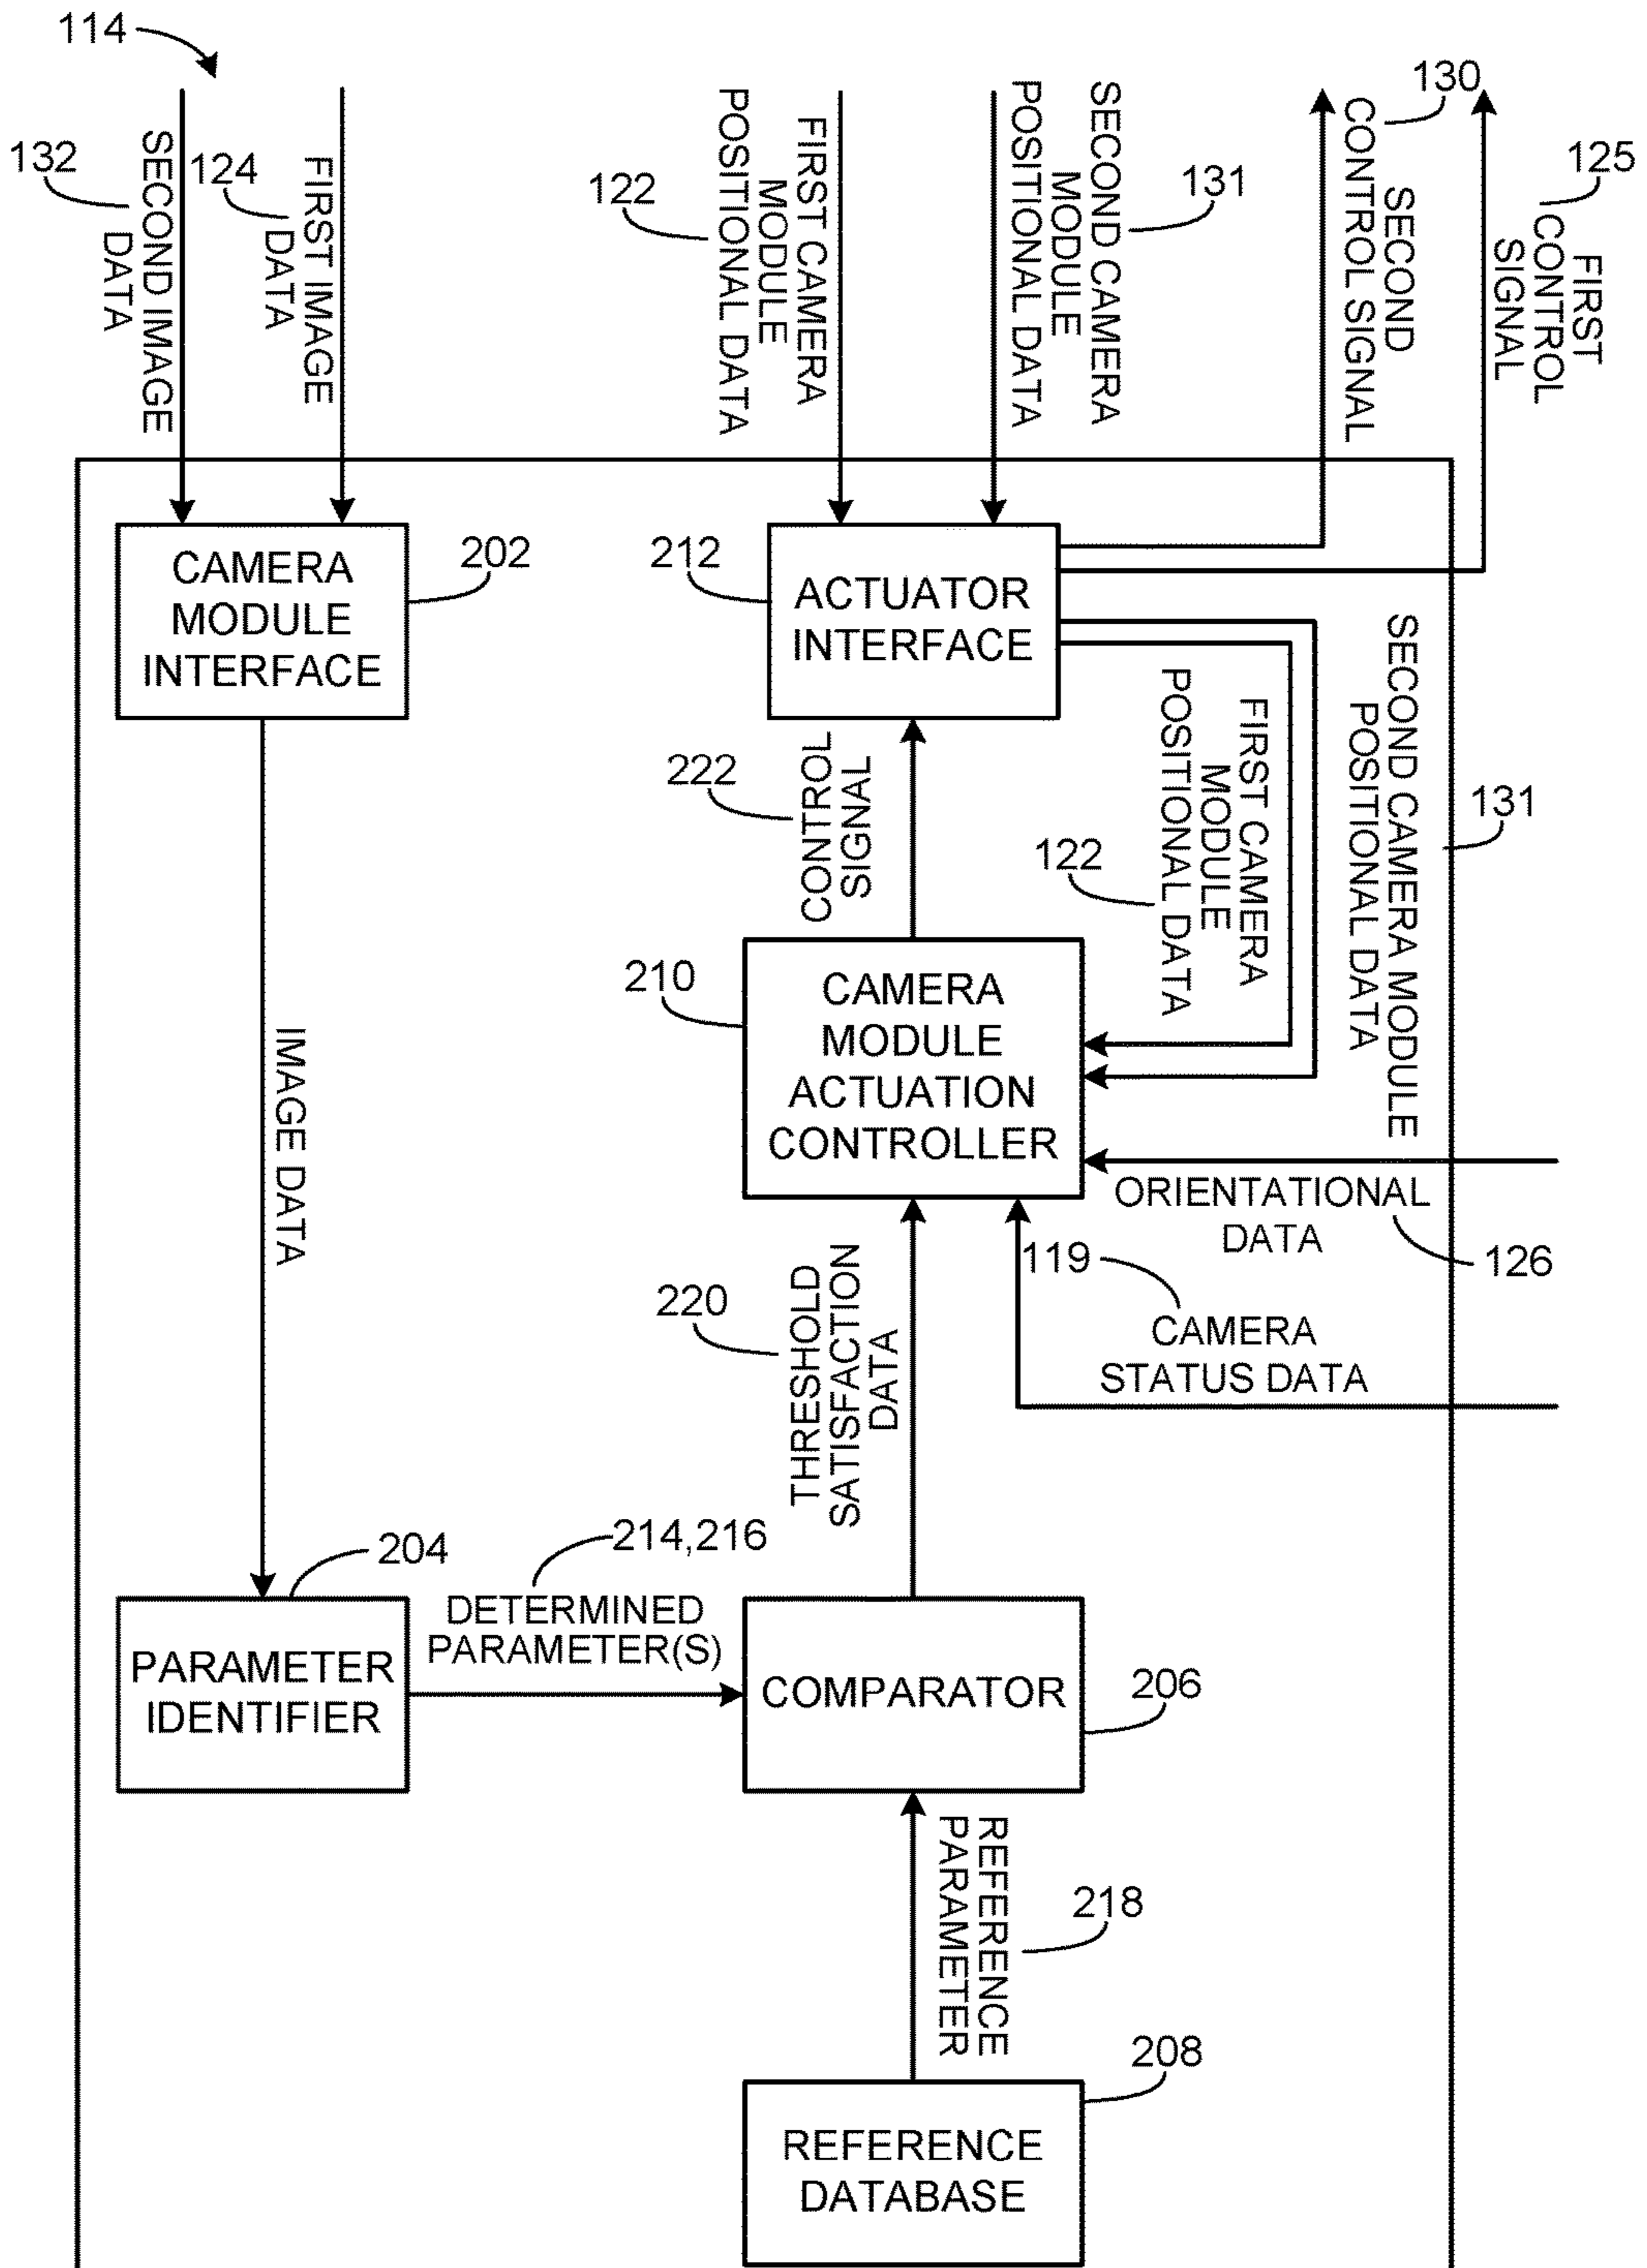 114
132
SECOND IMAGE
DATA
124
FIRST IMAGE
DATA
122
FIRST CAMERA
MODULE
POSITIONAL DATA
SECOND CAMERA
MODULE
POSITIONAL DATA
131
130
SECOND
CONTROL SIGNAL
125
FIRST
CONTROL
SIGNAL
CAMERA
MODULE
INTERFACE
202
212
ACTUATOR
INTERFACE
222
SIGNAL
CONTROL
FIRST CAMERA
MODULE
POSITIONAL DATA
122
SECOND CAMERA MODULE
POSITIONAL DATA
131
210
CAMERA
MODULE
ACTUATION
CONTROLLER
IMAGE DATA
ORIENTATIONAL
DATA
126
119
CAMERA
STATUS DATA
220
DATA
SATISFACTION
THRESHOLD
204
PARAMETER
IDENTIFIER
214,216
DETERMINED
PARAMETER(S)
COMPARATOR
206
REFERENCE
PARAMETER
218
208
REFERENCE
DATABASE